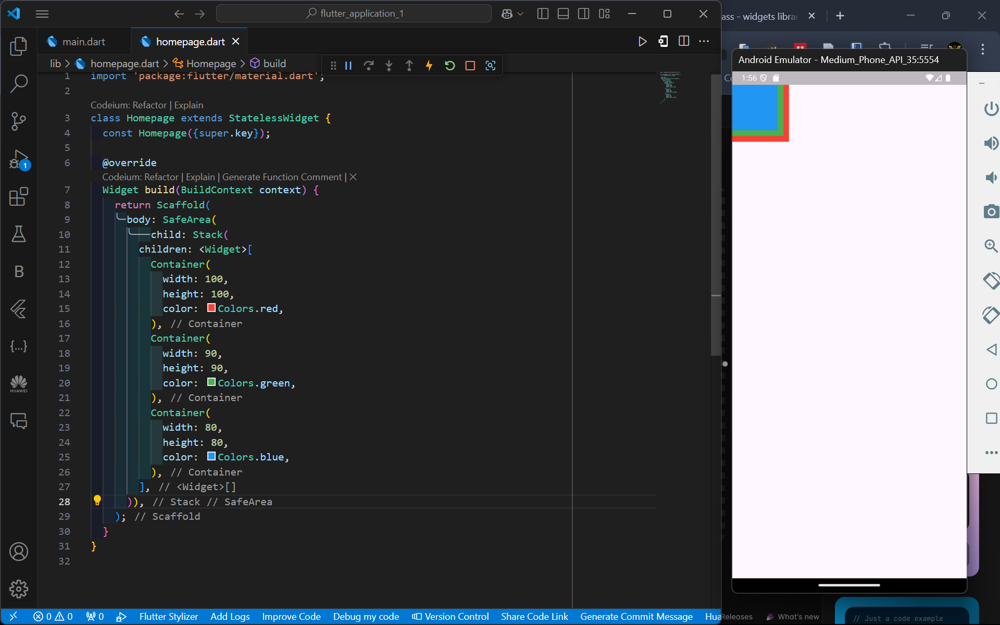 flutter_application_1
ass - widgets librar
main.dart
homepage.dart
lib > homepage.dart > Homepage > build
1 import 'package:flutter/material.dart';
2
Codeium: Refactor | Explain
3 class Homepage extends StatelessWidget {
4 const Homepage({super.key});
5
6 @override
Codeium: Refactor | Explain | Generate Function Comment | X
7 Widget build(BuildContext context) {
8 return Scaffold(
9 body: SafeArea(
10 child: Stack(
11 children: <Widget>[
12 Container(
13 width: 100,
14 height: 100,
15 color: Colors.red,
16 ), // Container
17 Container(
18 width: 90,
19 height: 90,
20 color: Colors.green,
21 ), // Container
22 Container(
23 width: 80,
24 height: 80,
25 color: Colors.blue,
26 ), // Container
27 ], // <Widget>[]
28 )), // Stack // SafeArea
29 ); // Scaffold
30 }
31 }
32
1
B
{...}
HUAWEI
0 0 0 Flutter Stylizer Add Logs Improve Code Debug my code Version Control Share Code Link Generate Commit Message Hua
Android Emulator - Medium_Phone_API_35:5554
1:56
Co
Releases
What's new
// Just a code example